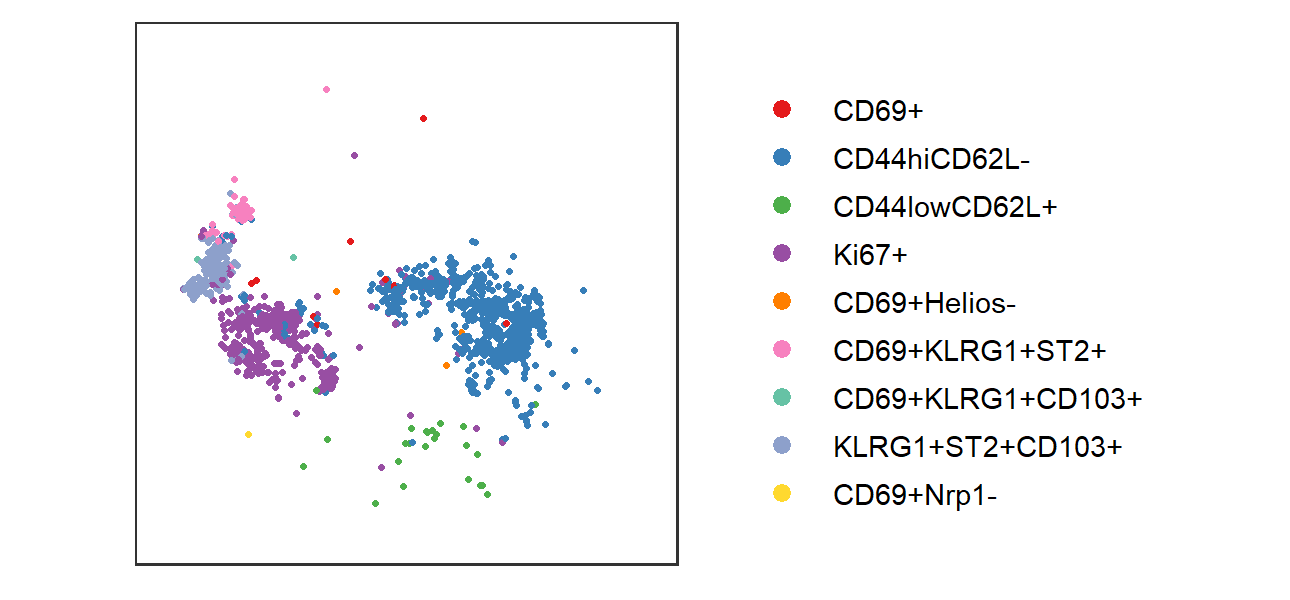 CD69+
CD44hiCD62L-
CD44lowCD62L+
Ki67+
CD69+Helios-
CD69+KLRG1+ST2+
CD69+KLRG1+CD103+
KLRG1+ST2+CD103+
CD69+Nrp1-